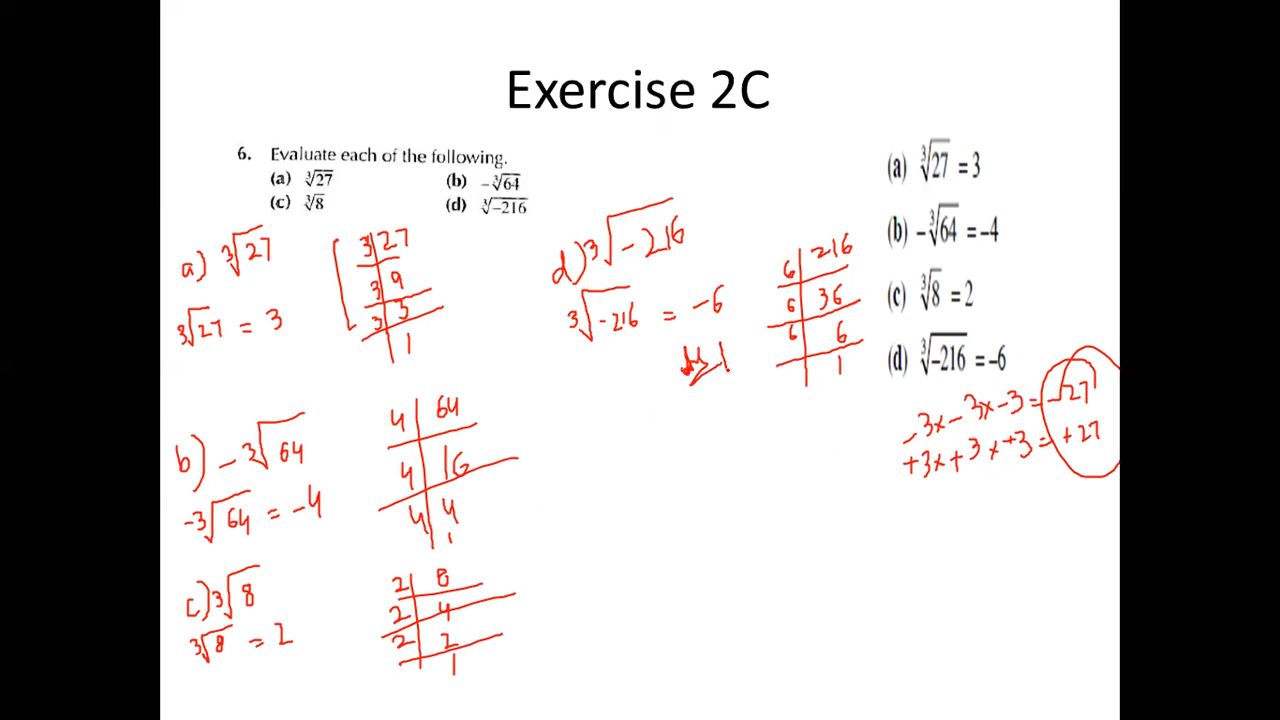 Exercise 2C
6. Evaluate each of the following.
(a) ∛27 (b) -∛64
(c) ∛8 (d) ∛-216
a) ∛27
3 | 27
3 | 9
3 | 3
1
∛27 = 3
b) -∛64
4 | 64
4 | 16
4 | 4
1
-∛64 = -4
c) ∛8
2 | 8
2 | 4
2 | 2
1
∛8 = 2
d) ∛-216
6 | 216
6 | 36
6 | 6
1
∛-216 = -6
Ans
(a) ∛27 = 3
(b) -∛64 = -4
(c) ∛8 = 2
(d) ∛-216 = -6
-3x-3x-3 = -27
+3x+3x+3 = +27